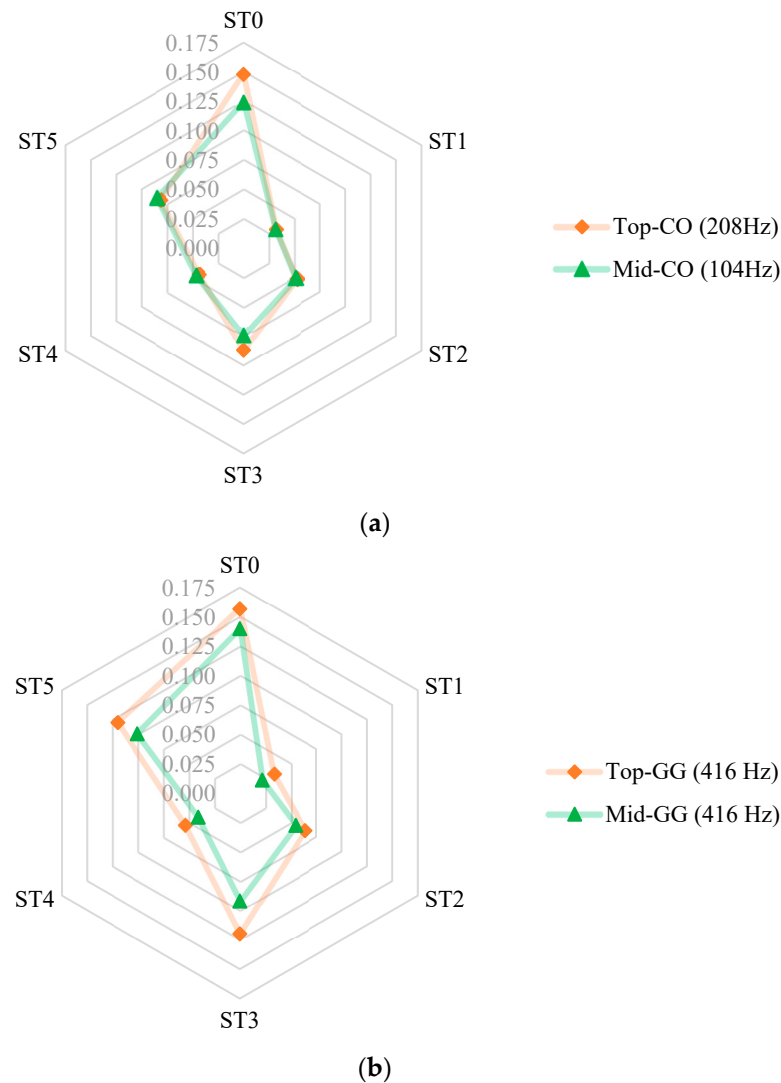 ST0
0.175
0.150
0.125
0.100
0.075
0.050
0.025
0.000
ST1
ST2
ST3
ST4
ST5
Top-CO (208Hz)
Mid-CO (104Hz)
(a)
ST0
0.175
0.150
0.125
0.100
0.075
0.050
0.025
0.000
ST1
ST2
ST3
ST4
ST5
Top-GG (416 Hz)
Mid-GG (416 Hz)
(b)